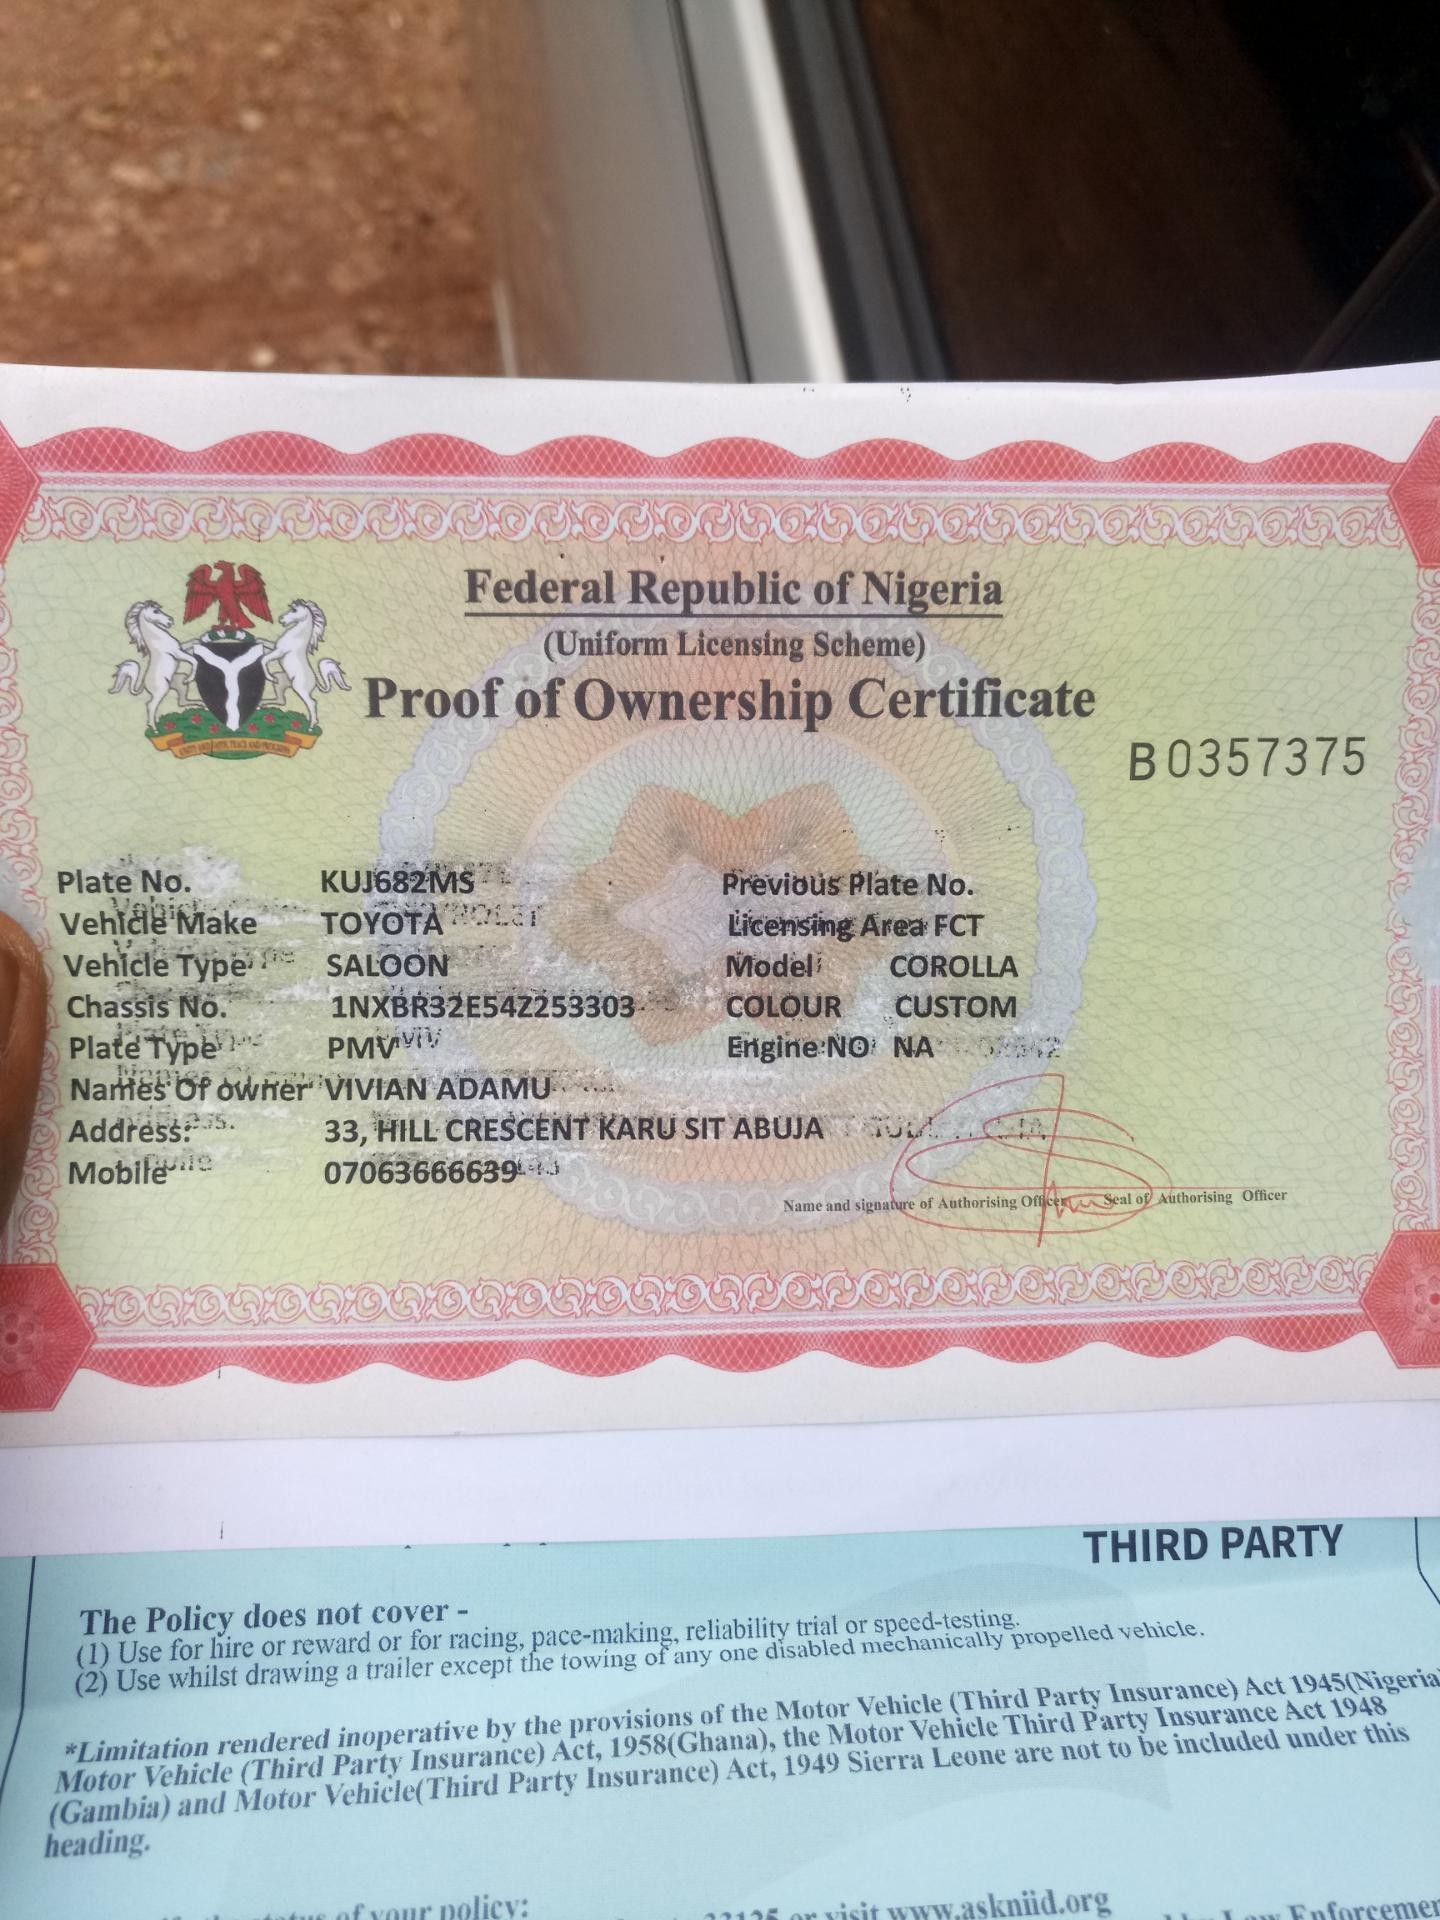 Federal Republic of Nigeria
(Uniform Licensing Scheme)
Proof of Ownership Certificate
B0357375
Plate No. KUJ682MS Previous Plate No.
Vehicle Make TOYOTA Licensing Area FCT
Vehicle Type SALOON Model COROLLA
Chassis No. 1NXBR32E54Z253303 COLOUR CUSTOM
Plate Type PMV Engine NO NA
Names Of owner VIVIAN ADAMU
Address: 33, HILL CRESCENT KARU SIT ABUJA
Mobile 07063666639
Name and signature of Authorising Officer Seal of Authorising Officer
THIRD PARTY
The Policy does not cover -
(1) Use for hire or reward or for racing, pace-making, reliability trial or speed-testing.
(2) Use whilst drawing a trailer except the towing of any one disabled mechanically propelled vehicle.
*Limitation rendered inoperative by the provisions of the Motor Vehicle (Third Party Insurance) Act 1945(Nigeria)
Motor Vehicle (Third Party Insurance) Act, 1958(Ghana), the Motor Vehicle Third Party Insurance Act 1948
(Gambia) and Motor Vehicle(Third Party Insurance) Act, 1949 Sierra Leone are not to be included under this
heading.
of your policy:
or visit www.askniid.org